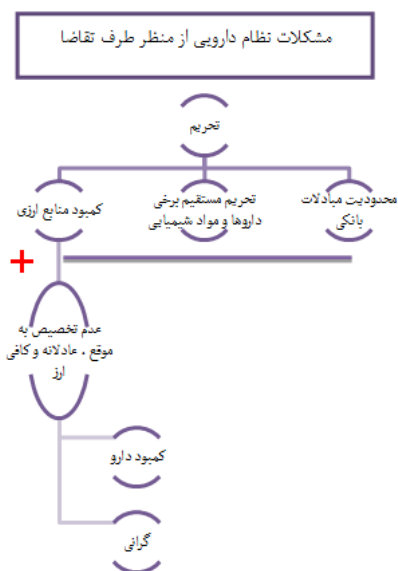 مشکلات نظام دارویی از منظر طرف تقاضا
تحریم
محدودیت مبادلات
بانکی
تحریم مستقیم برخی
داروها و مواد شیمیایی
کمبود منابع ارزی
+
عدم تخصیص به
موقع ، عادلانه و کافی
ارز
کمبود دارو
گرانی